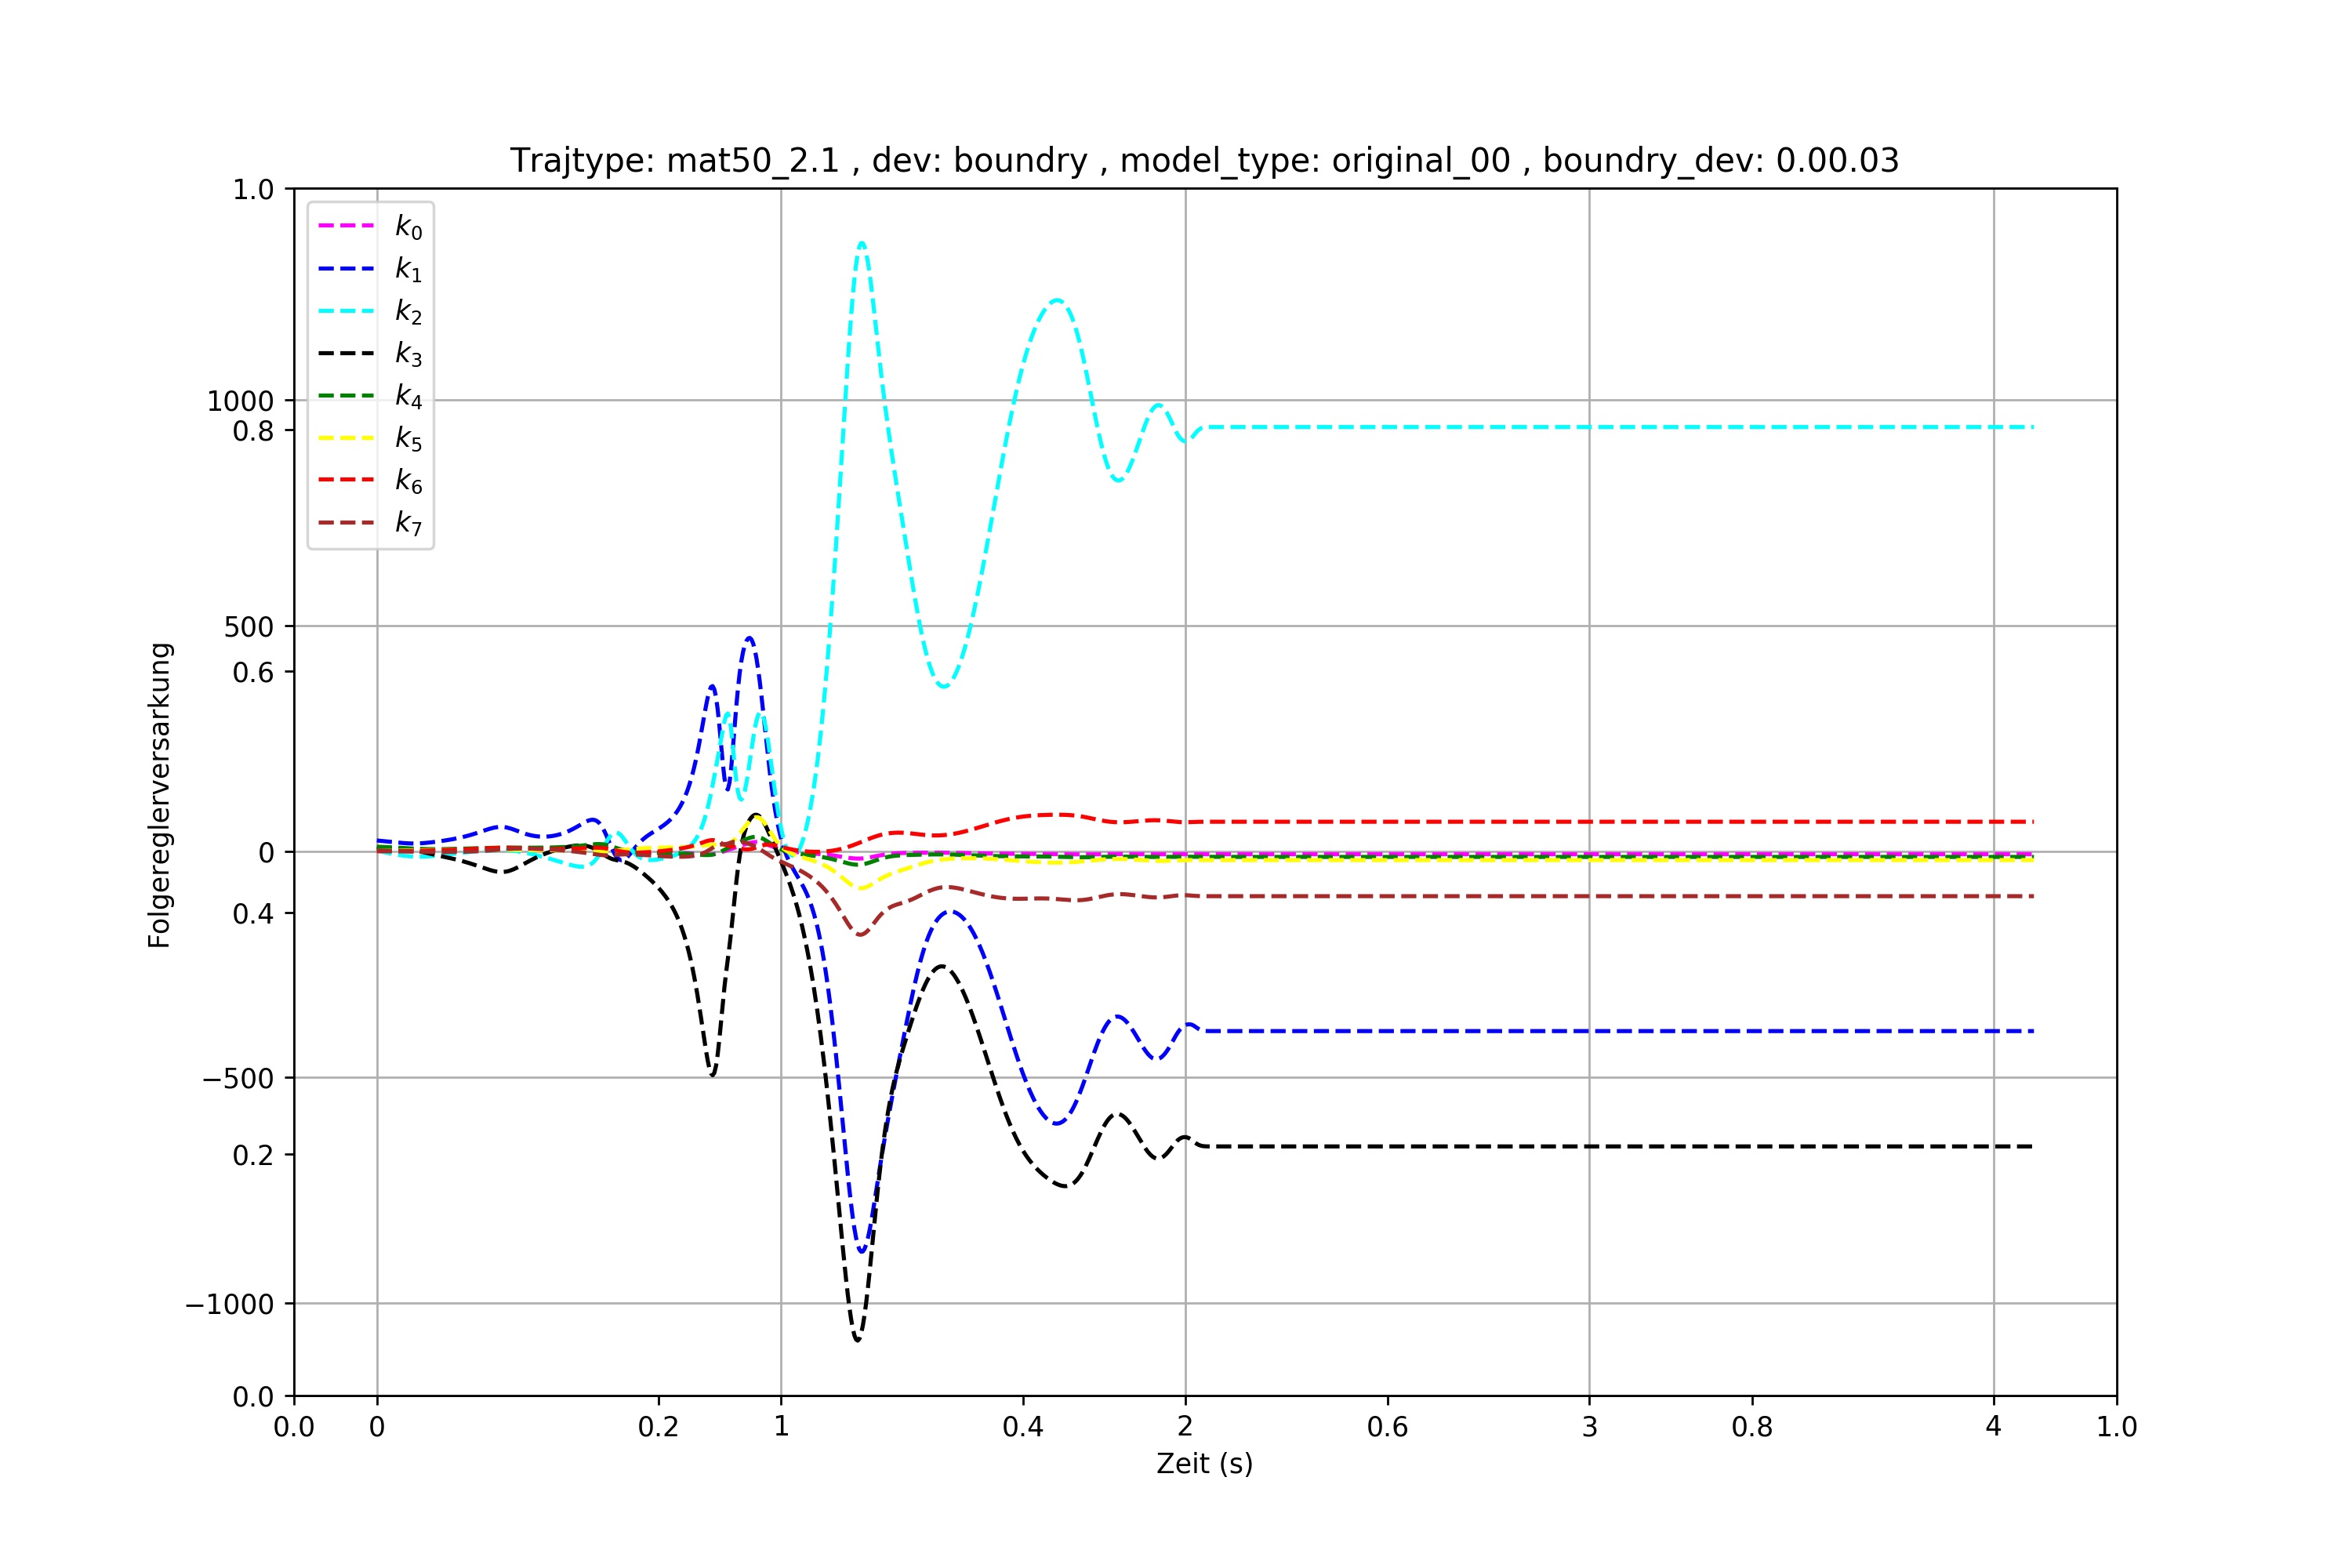 Trajtype: mat50_2.1 , dev: boundry , model_type: original_00 , boundry_dev: 0.00.03
1.0
1000
0.8
500
0.6
0
0.4
−500
0.2
−1000
0.0
Folgereglerversarkung
k0
k1
k2
k3
k4
k5
k6
k7
0.0 0 0.2 1 0.4 2 0.6 3 0.8 4 1.0
Zeit (s)